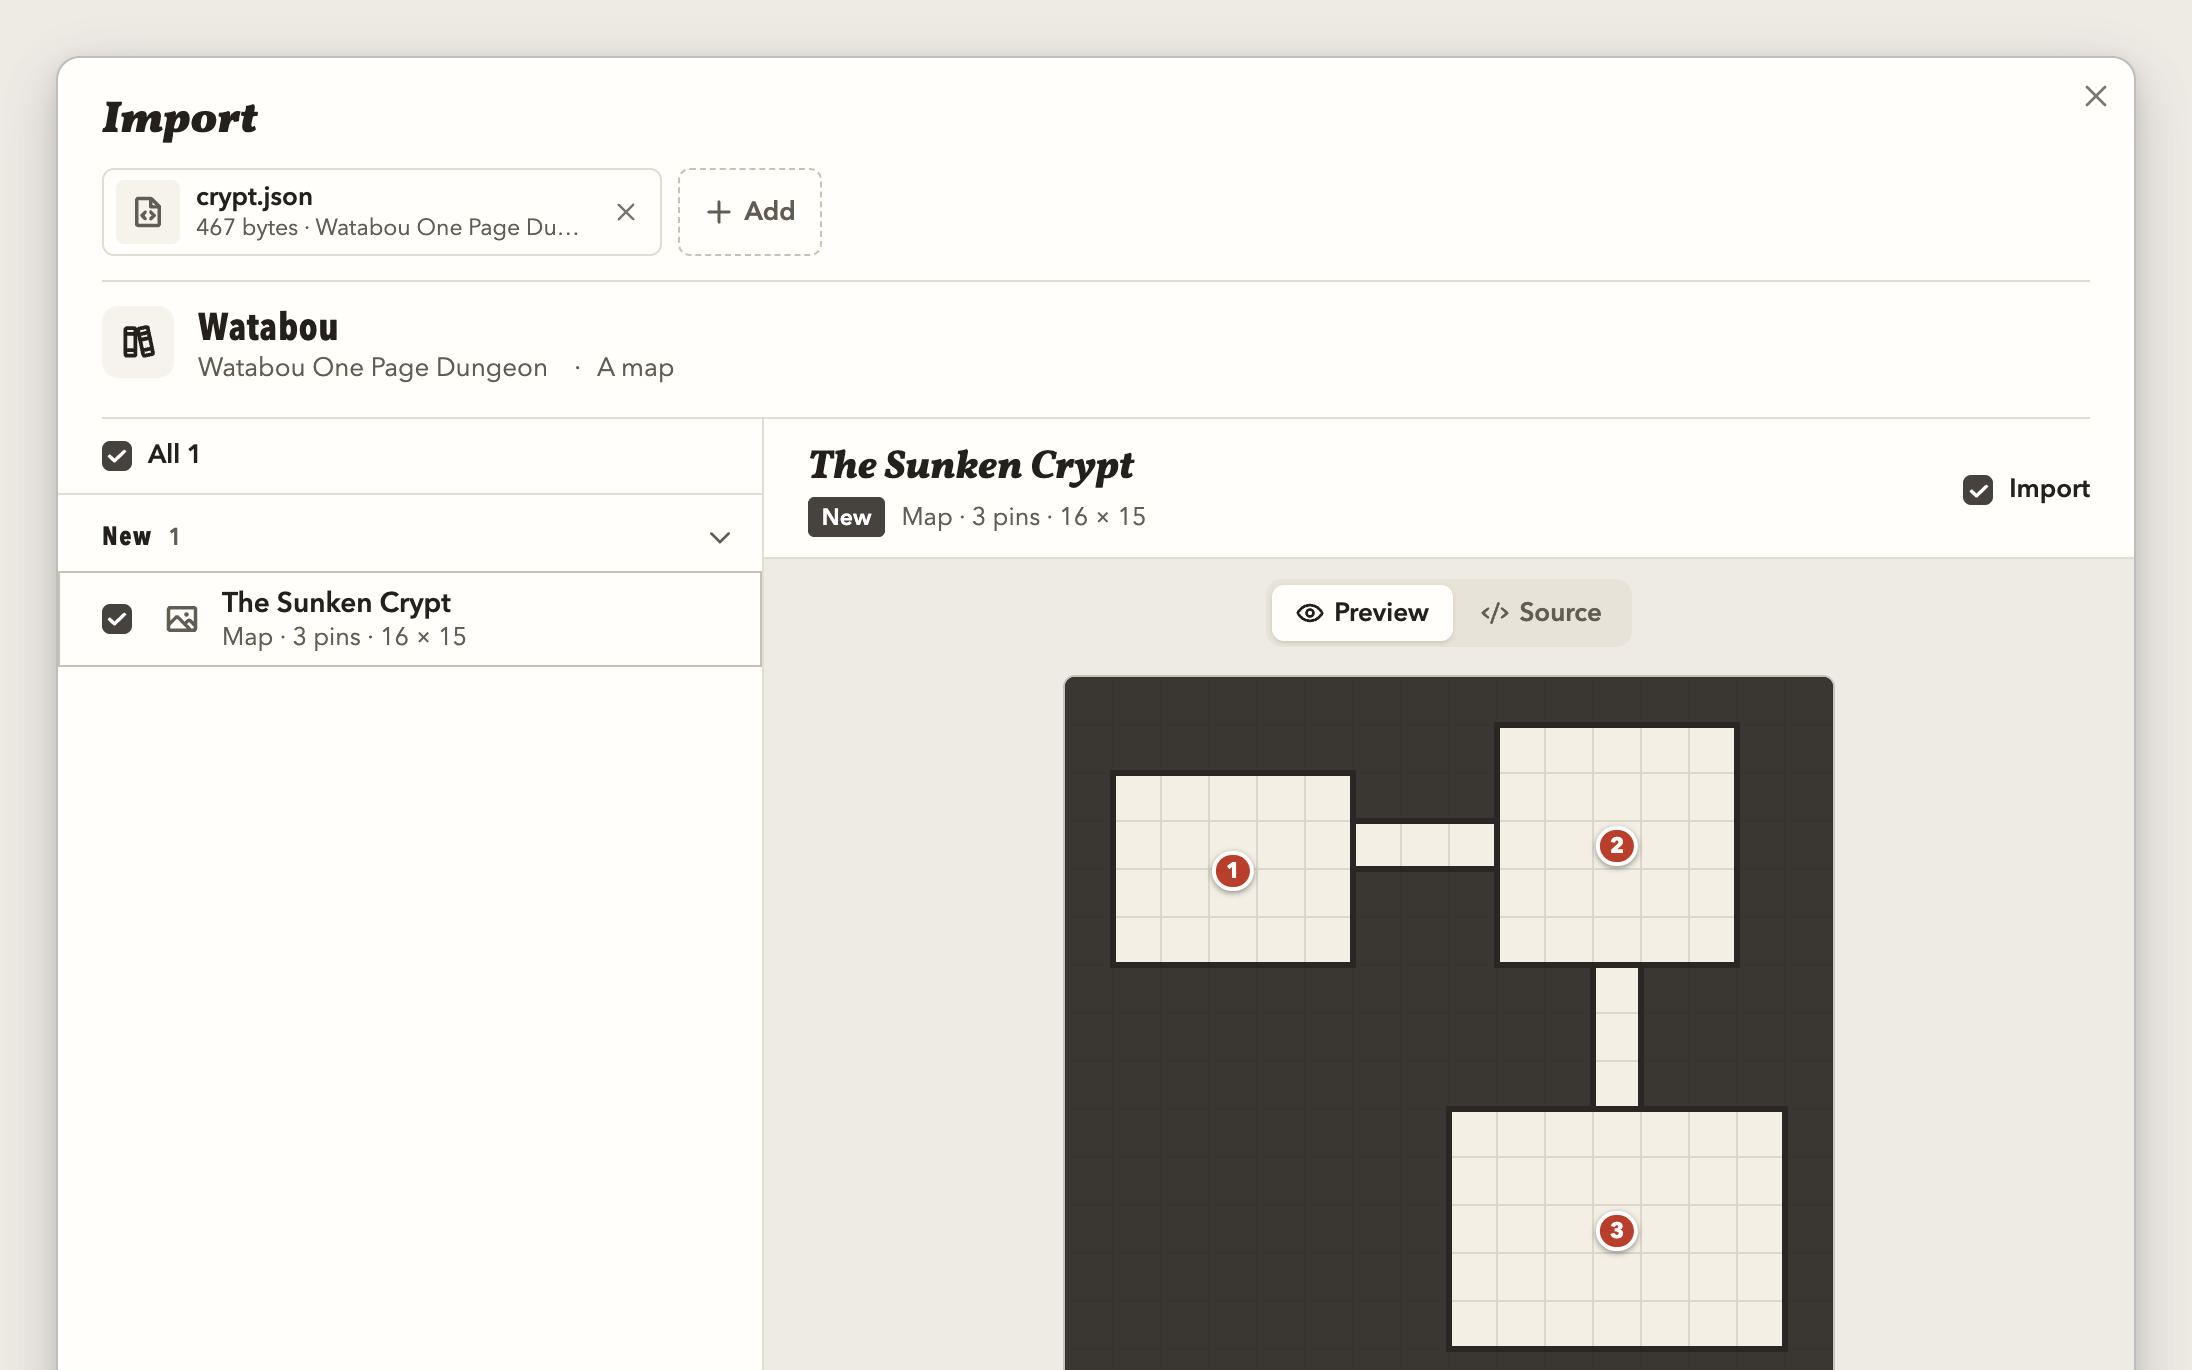 Import
crypt.json
467 bytes · Watabou One Page Du…
Add
Watabou
Watabou One Page Dungeon · A map
All 1
New 1
The Sunken Crypt
Map · 3 pins · 16 × 15
The Sunken Crypt
New Map · 3 pins · 16 × 15
Import
Preview
Source
1
2
3